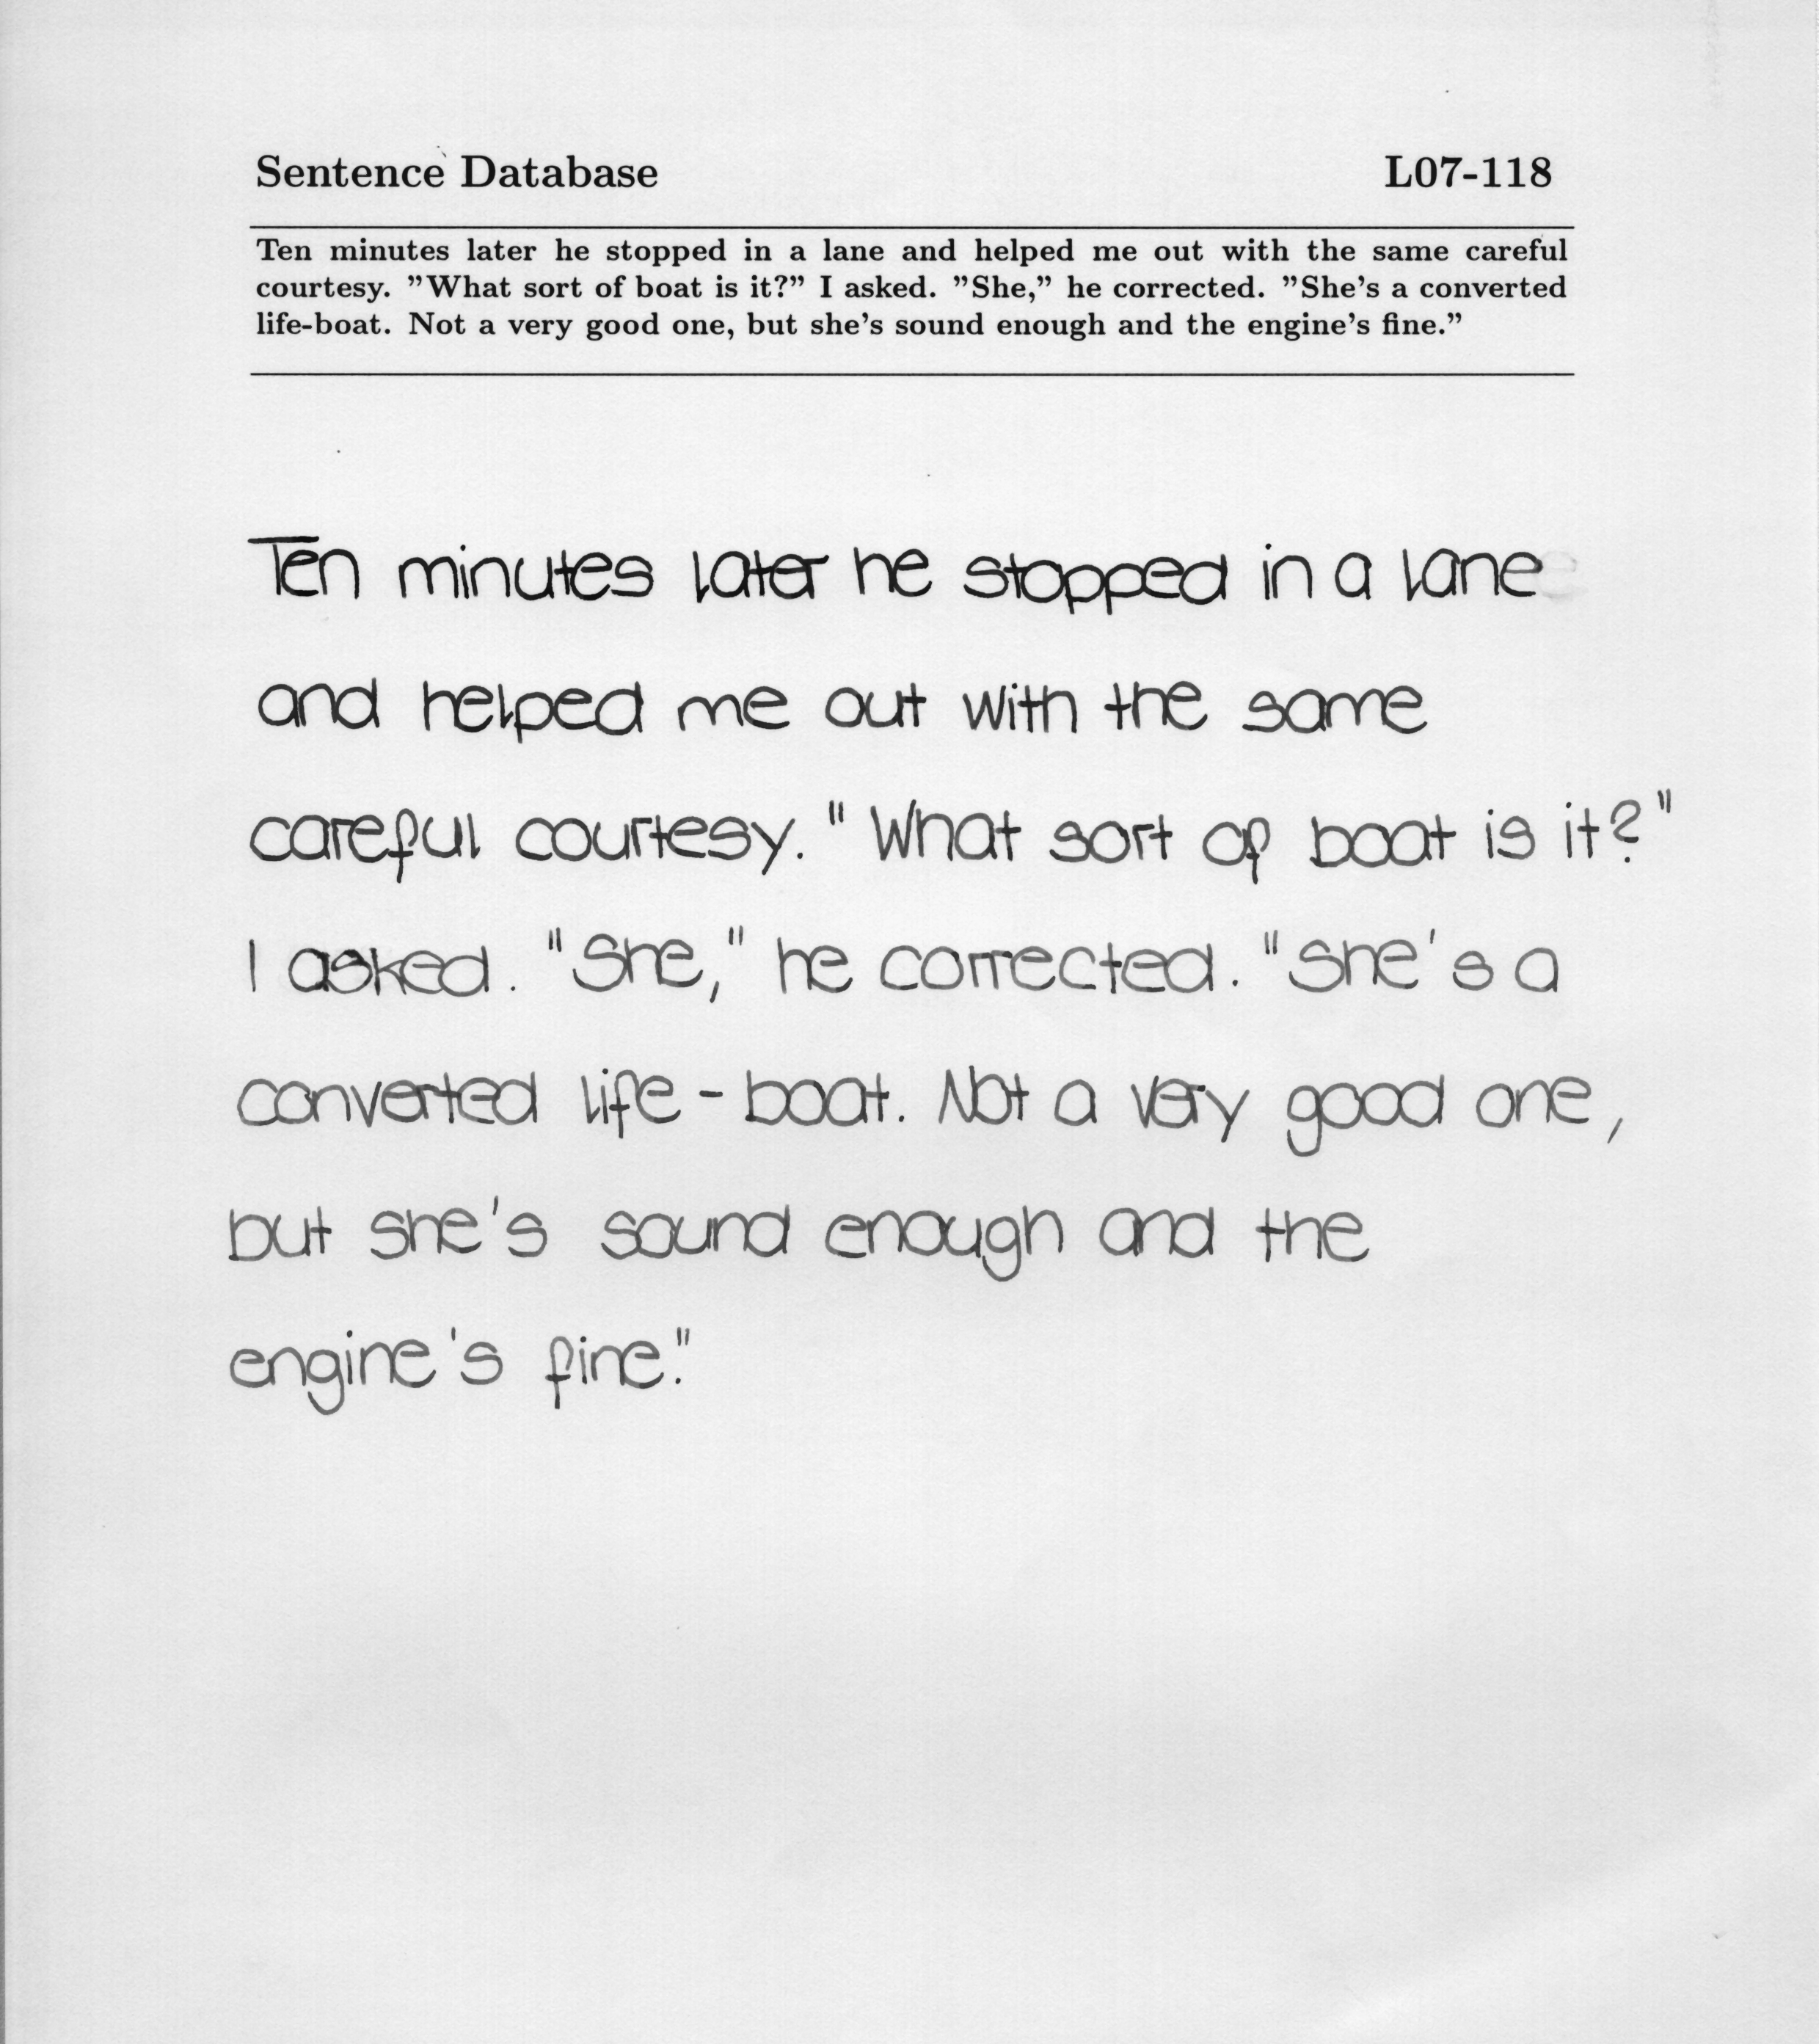 Sentence Database L07-118
Ten minutes later he stopped in a lane and helped me out with the same careful
courtesy. ”What sort of boat is it?” I asked. ”She,” he corrected. ”She’s a converted
life-boat. Not a very good one, but she’s sound enough and the engine’s fine.”
Ten minutes later he stopped in a lane
and helped me out with the same
careful courtesy. "What sort of boat is it?"
I asked. "She," he corrected. "She's a
converted life-boat. Not a very good one,
but she's sound enough and the
engine's fine."